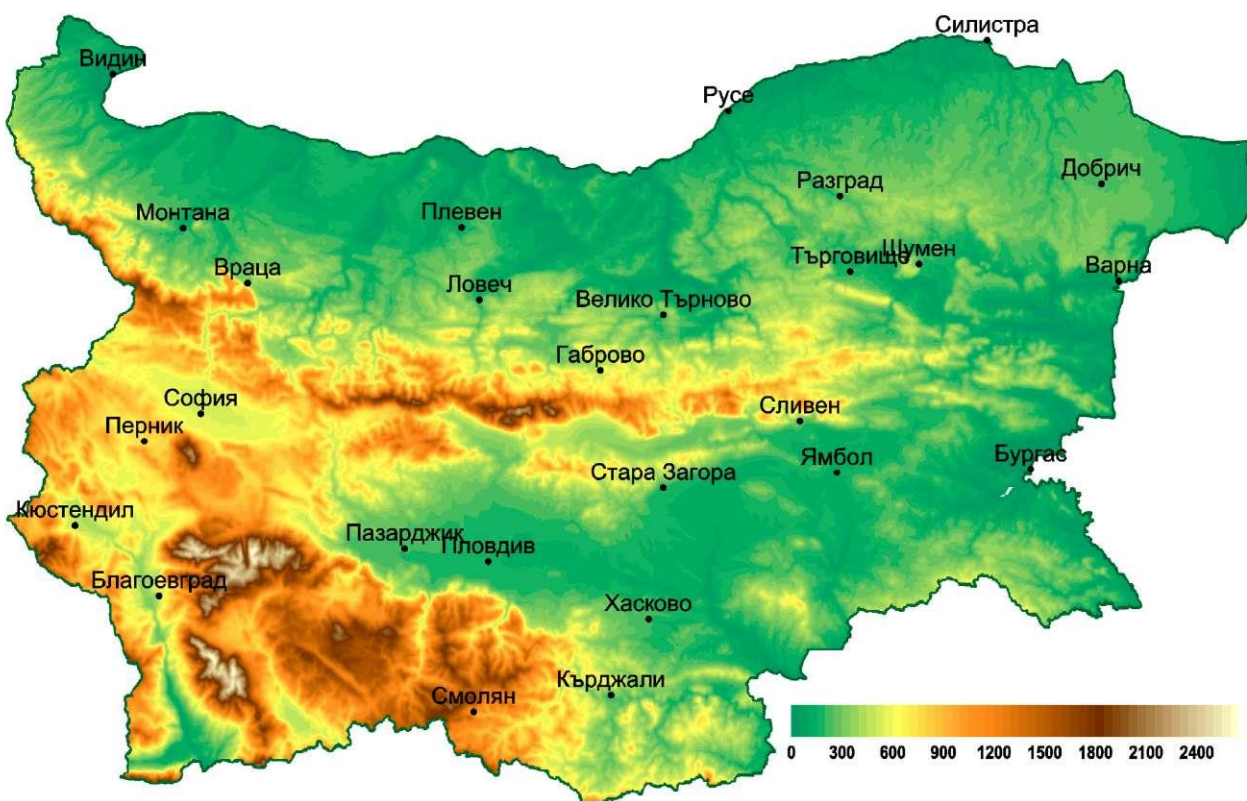 Силистра
Видин
Русе
Добрич
Разград
Монтана
Плевен
Шумен
Търговище
Враца
Варна
Ловеч
Велико Търново
Габрово
София
Сливен
Перник
Бургас
Ямбол
Стара Загора
Кюстендил
Пазарджик
Пловдив
Благоевград
Хасково
Кърджали
Смолян
0 300 600 900 1200 1500 1800 2100 2400